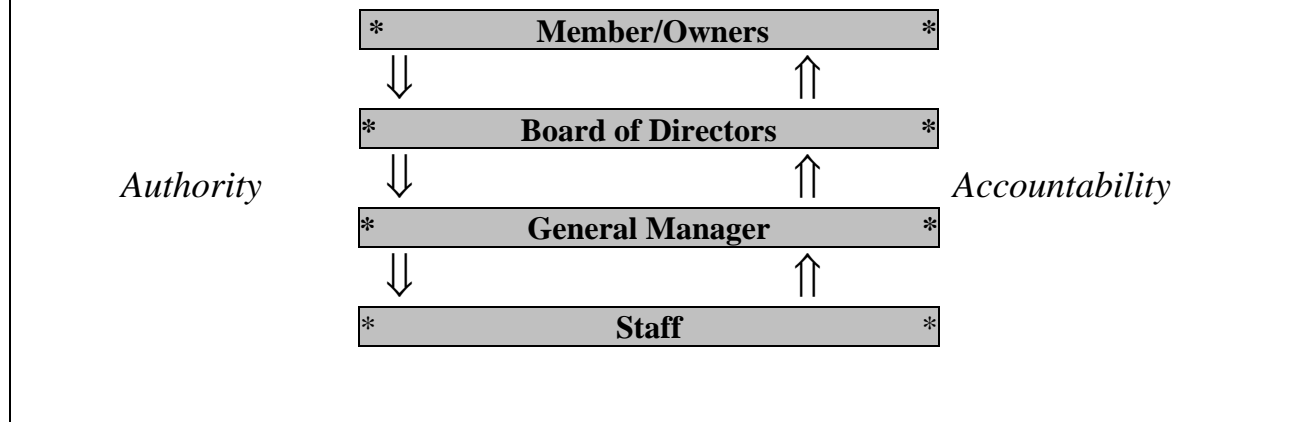 * Member/Owners *
⇓ ⇑
* Board of Directors *
Authority ⇓ ⇑ Accountability
* General Manager *
⇓ ⇑
* Staff *